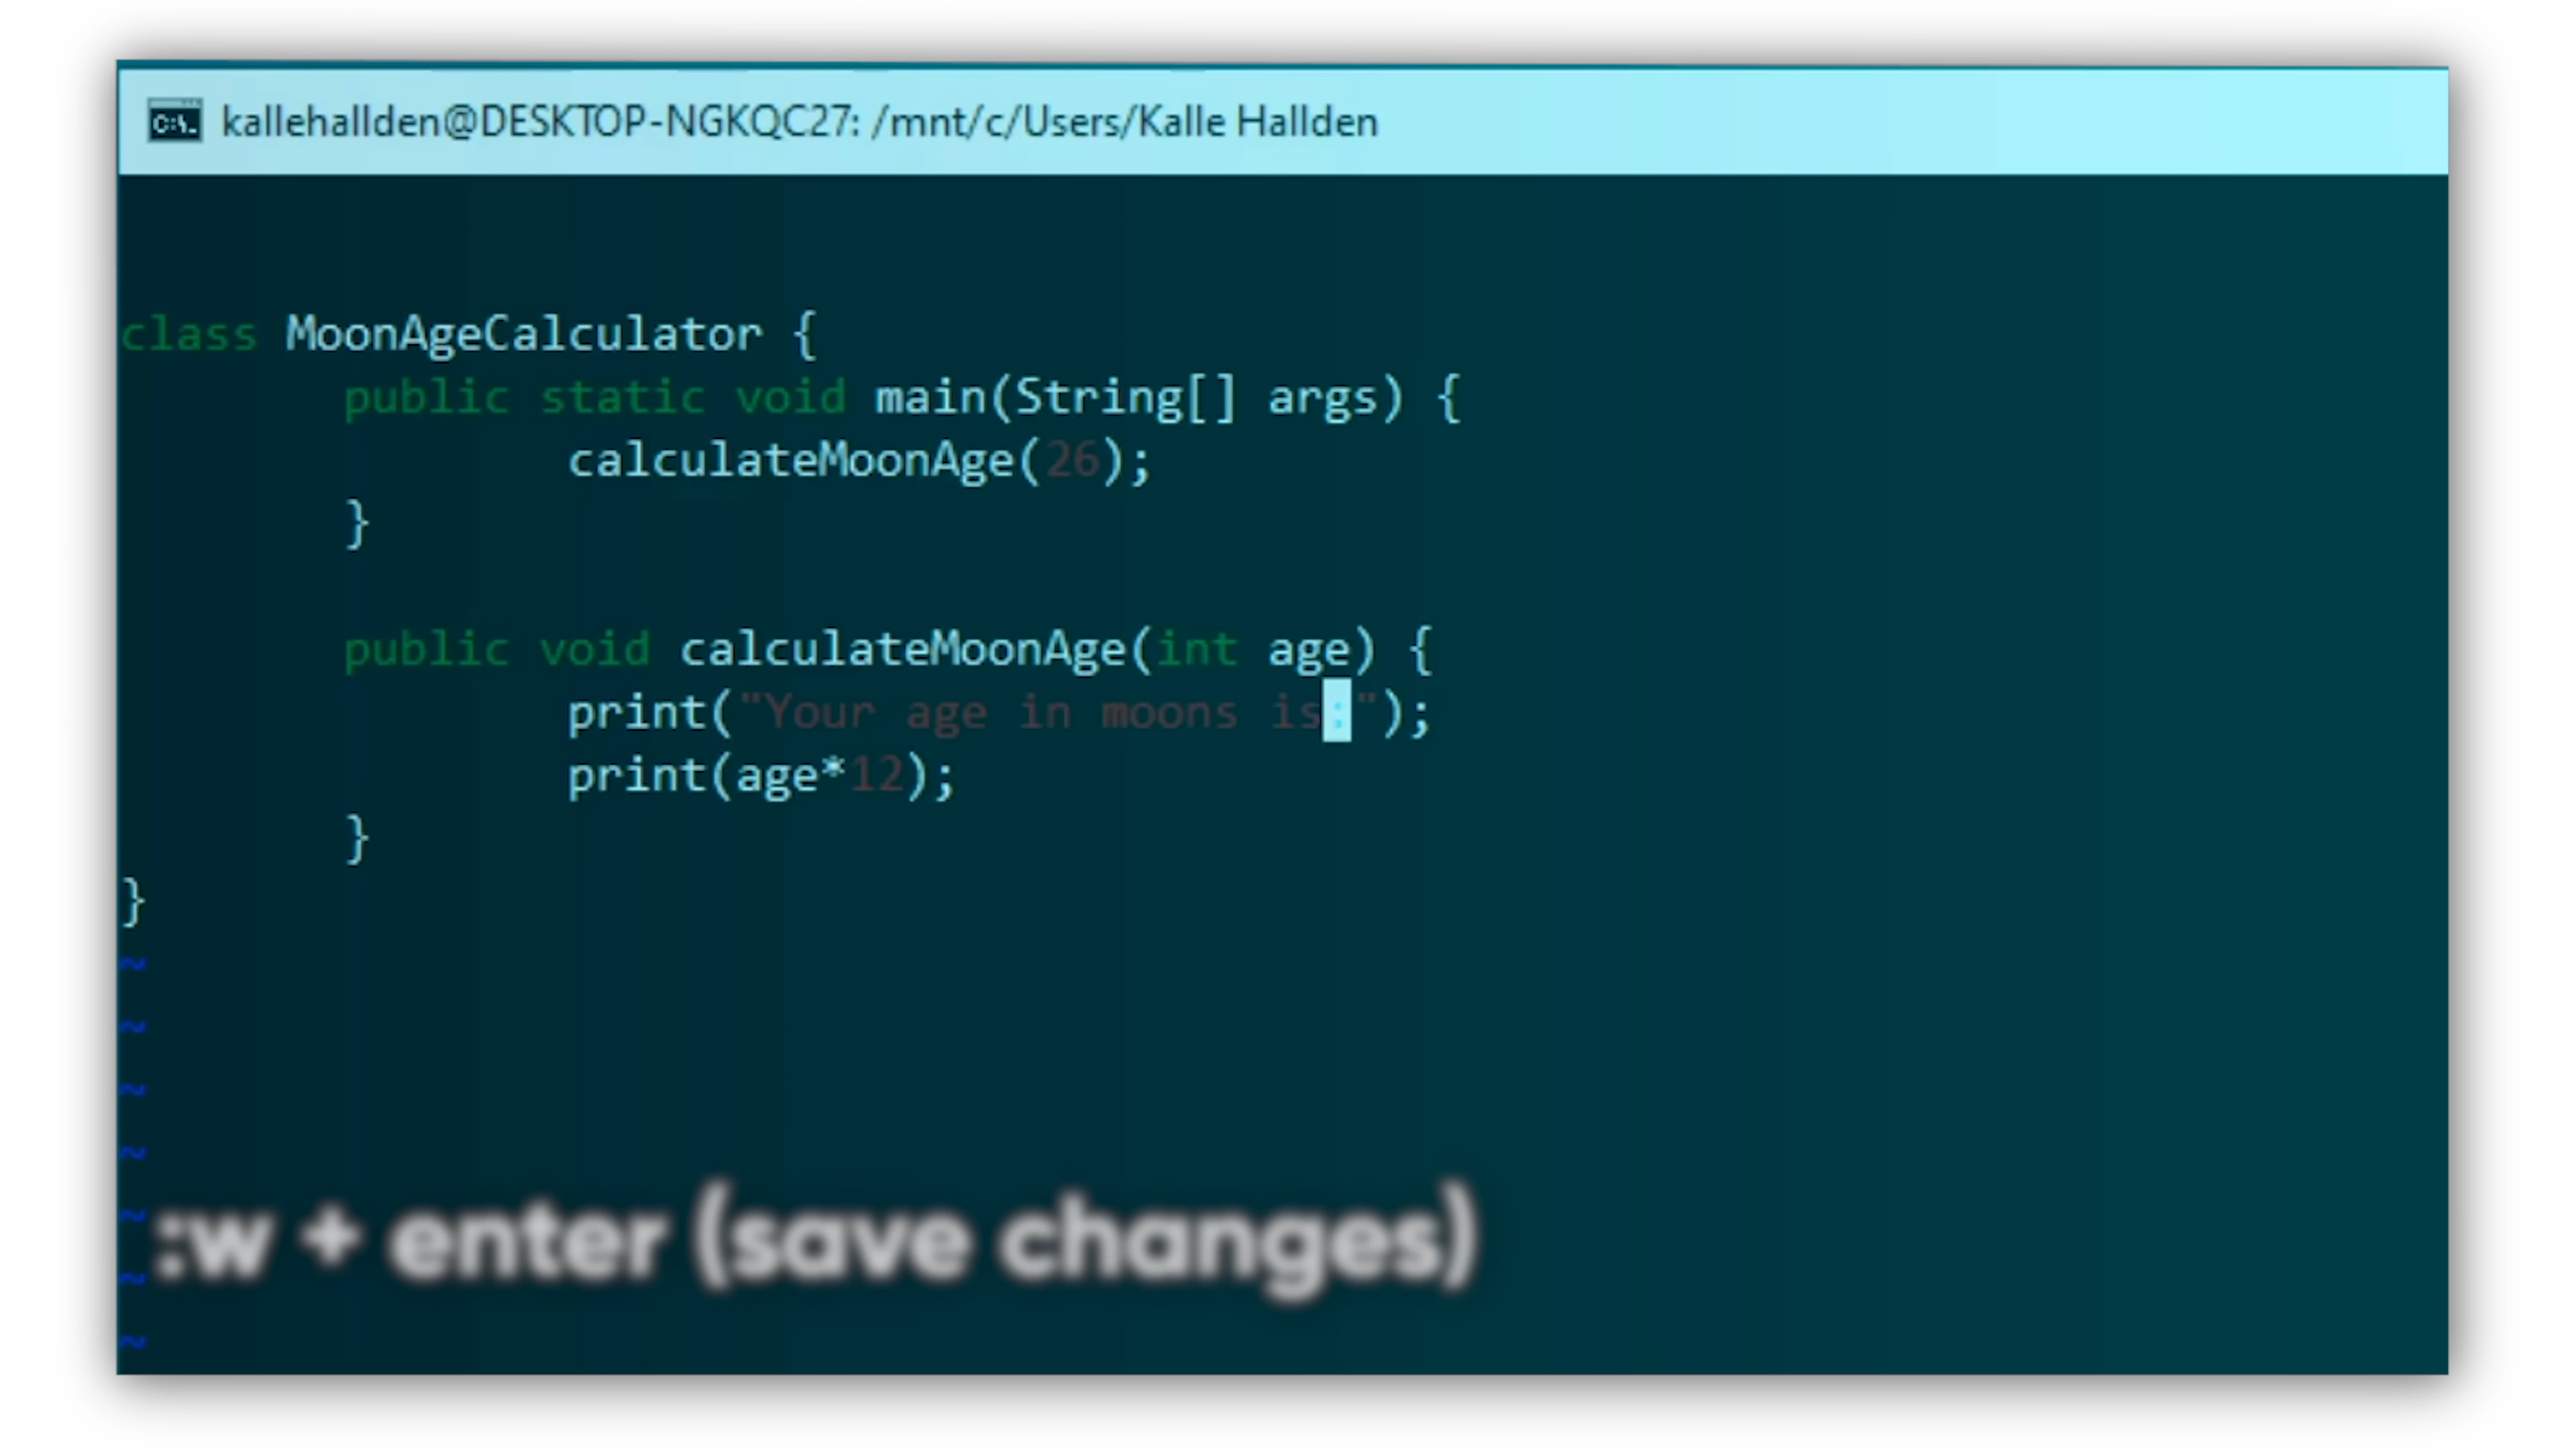 kallehallden@DESKTOP-NGKQC27: /mnt/c/Users/Kalle Hallden
class MoonAgeCalculator {
public static void main(String[] args) {
calculateMoonAge(26);
}
public void calculateMoonAge(int age) {
print("Your age in moons is:");
print(age*12);
}
}
~
~
~
~
~
~
~
:w + enter (save changes)